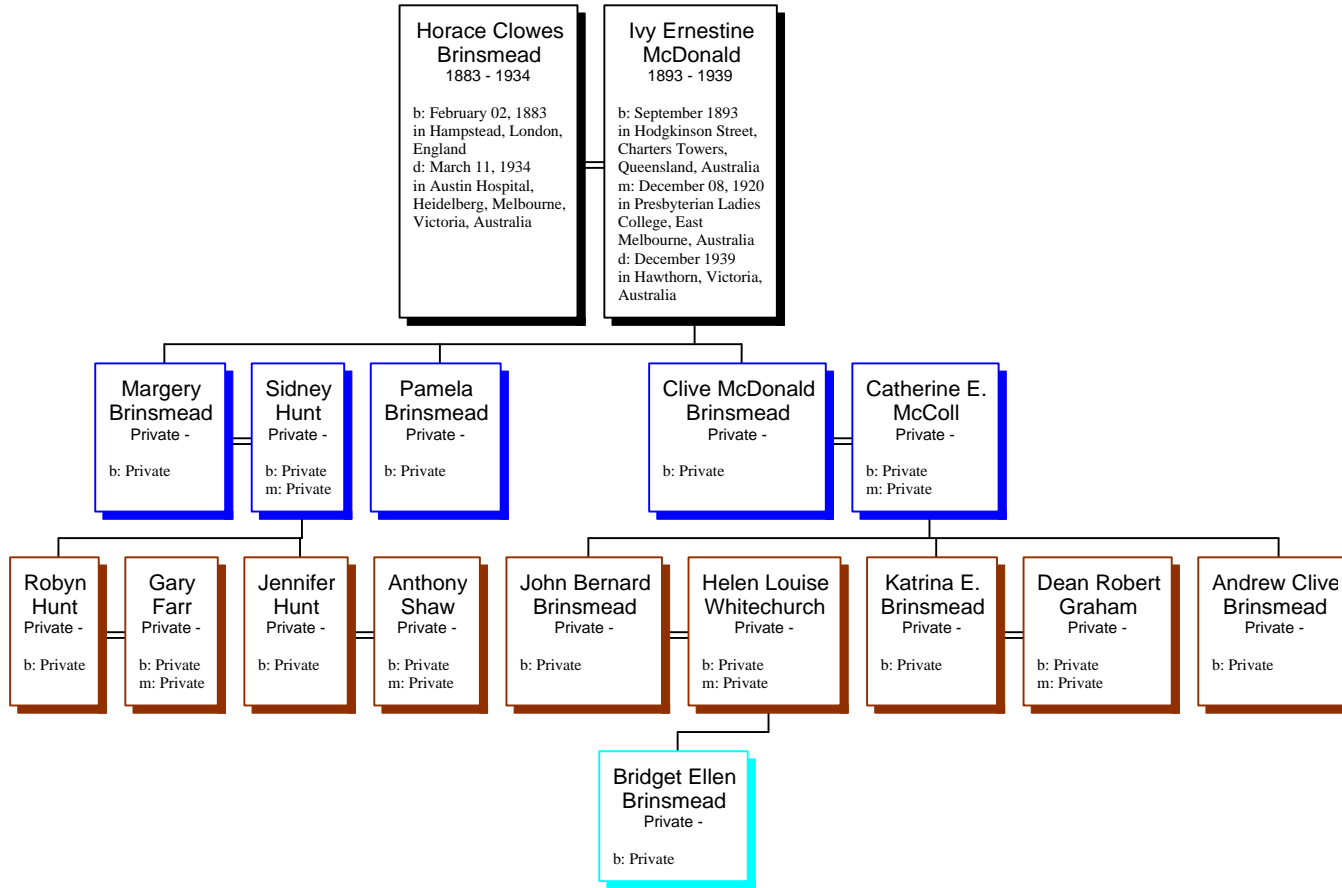 Horace Clowes
Brinsmead
1883 - 1934
b: February 02, 1883
in Hampstead, London,
England
d: March 11, 1934
in Austin Hospital,
Heidelberg, Melbourne,
Victoria, Australia
Ivy Ernestine
McDonald
1893 - 1939
b: September 1893
in Hodgkinson Street,
Charters Towers,
Queensland, Australia
m: December 08, 1920
in Presbyterian Ladies
College, East
Melbourne, Australia
d: December 1939
in Hawthorn, Victoria,
Australia
Margery
Brinsmead
Private -
b: Private
Sidney
Hunt
Private -
b: Private
m: Private
Pamela
Brinsmead
Private -
b: Private
Clive McDonald
Brinsmead
Private -
b: Private
Catherine E.
McColl
Private -
b: Private
m: Private
Robyn
Hunt
Private -
b: Private
Gary
Farr
Private -
b: Private
m: Private
Jennifer
Hunt
Private -
b: Private
Anthony
Shaw
Private -
b: Private
m: Private
John Bernard
Brinsmead
Private -
b: Private
Helen Louise
Whitechurch
Private -
b: Private
m: Private
Katrina E.
Brinsmead
Private -
b: Private
Dean Robert
Graham
Private -
b: Private
m: Private
Andrew Clive
Brinsmead
Private -
b: Private
Bridget Ellen
Brinsmead
Private -
b: Private